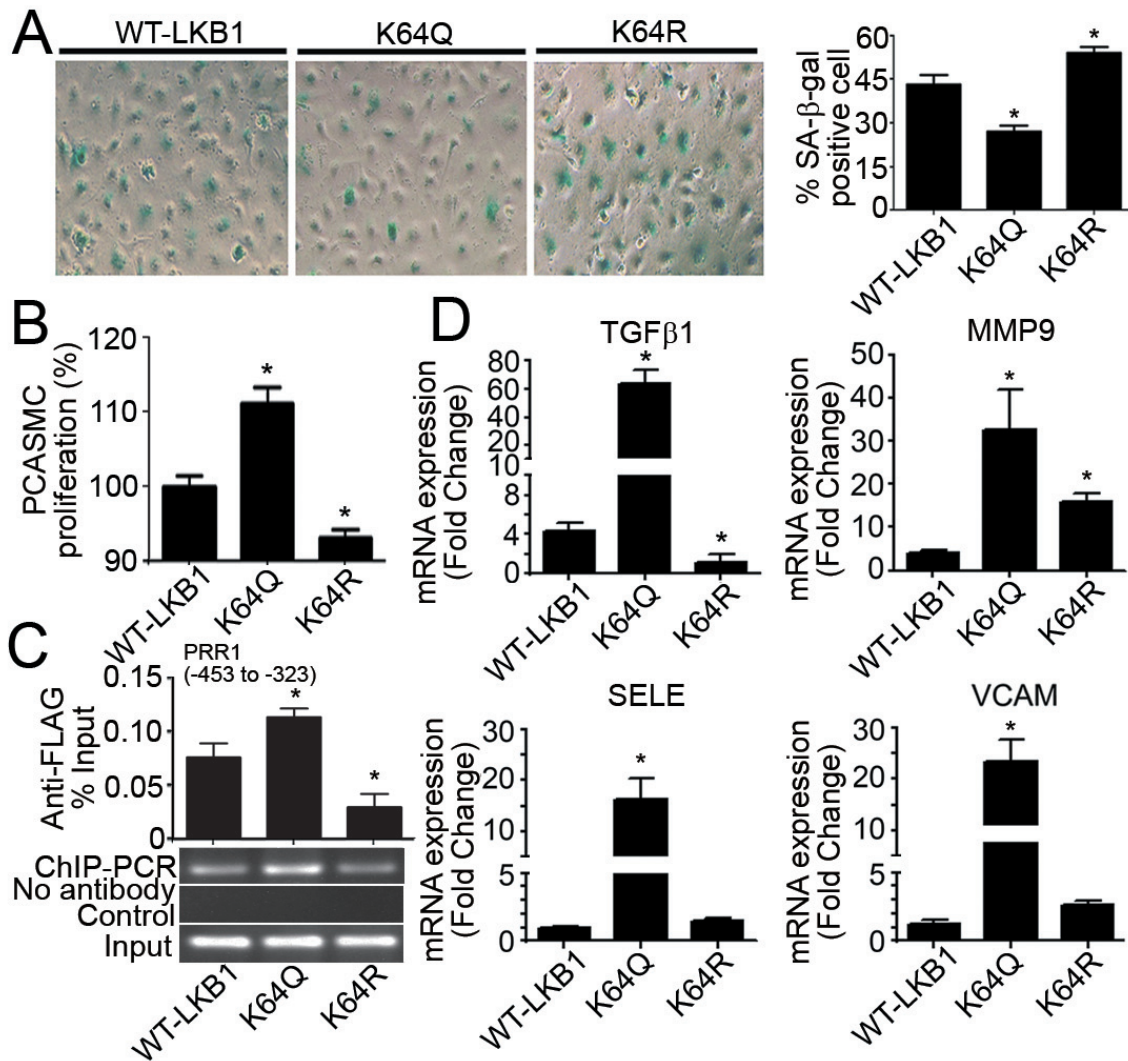 A
WT-LKB1 K64Q K64R
% SA-β-gal
positive cell
60
45
30
15
0
*
*
WT-LKB1
K64Q
K64R
B
PCASMC
proliferation (%)
120
110
100
90
*
*
WT-LKB1
K64Q
K64R
C
PRR1
(-453 to -323)
Anti-FLAG
% Input
0.15
0.10
0.05
0
*
*
ChIP-PCR
No antibody
Control
Input
WT-LKB1
K64Q
K64R
D
TGFβ1
mRNA expression
(Fold Change)
80
60
40
20
10
8
4
0
*
*
WT-LKB1
K64Q
K64R
MMP9
mRNA expression
(Fold Change)
50
40
30
20
10
0
*
*
WT-LKB1
K64Q
K64R
SELE
mRNA expression
(Fold Change)
30
20
10
5
0
*
WT-LKB1
K64Q
K64R
VCAM
mRNA expression
(Fold Change)
30
20
10
5
0
*
WT-LKB1
K64Q
K64R